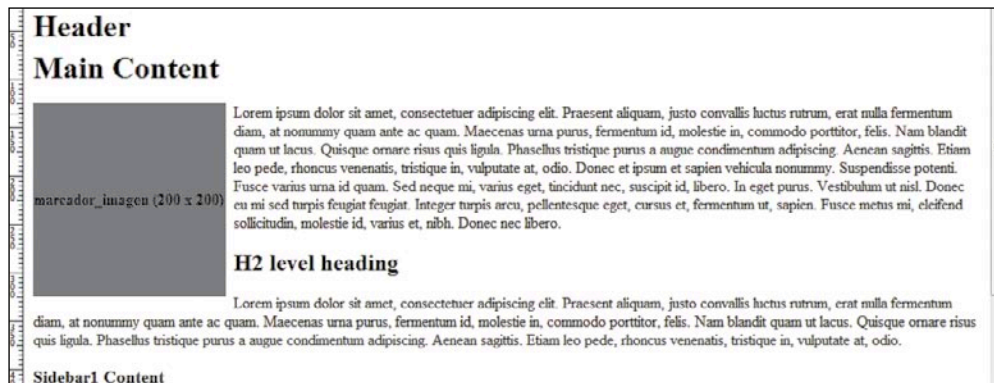 Header
Main Content
marcador_imagen (200 x 200)
Lorem ipsum dolor sit amet, consectetuer adipiscing elit. Praesent aliquam, justo convallis luctus rutrum, erat nulla fermentum
diam, at nonummy quam ante ac quam. Maecenas urna purus, fermentum id, molestie in, commodo porttitor, felis. Nam blandit
quam ut lacus. Quisque ornare risus quis ligula. Phasellus tristique purus a augue condimentum adipiscing. Aenean sagittis. Etiam
leo pede, rhoncus venenatis, tristique in, vulputate at, odio. Donec et ipsum et sapien vehicula nonummy. Suspendisse potenti.
Fusce varius urna id quam. Sed neque mi, varius eget, tincidunt nec, suscipit id, libero. In eget purus. Vestibulum ut nisl. Donec
eu mi sed turpis feugiat feugiat. Integer turpis arcu, pellentesque eget, cursus et, fermentum ut, sapien. Fusce metus mi, eleifend
sollicitudin, molestie id, varius et, nibh. Donec nec libero.
H2 level heading
Lorem ipsum dolor sit amet, consectetuer adipiscing elit. Praesent aliquam, justo convallis luctus rutrum, erat nulla fermentum
diam, at nonummy quam ante ac quam. Maecenas urna purus, fermentum id, molestie in, commodo porttitor, felis. Nam blandit quam ut lacus. Quisque ornare risus
quis ligula. Phasellus tristique purus a augue condimentum adipiscing. Aenean sagittis. Etiam leo pede, rhoncus venenatis, tristique in, vulputate at, odio.
Sidebar1 Content